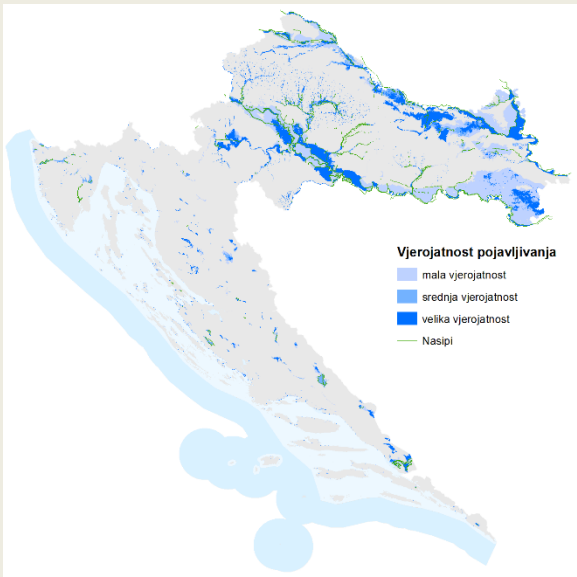 Vjerojatnost pojavljivanja
mala vjerojatnost
srednja vjerojatnost
velika vjerojatnost
Nasipi